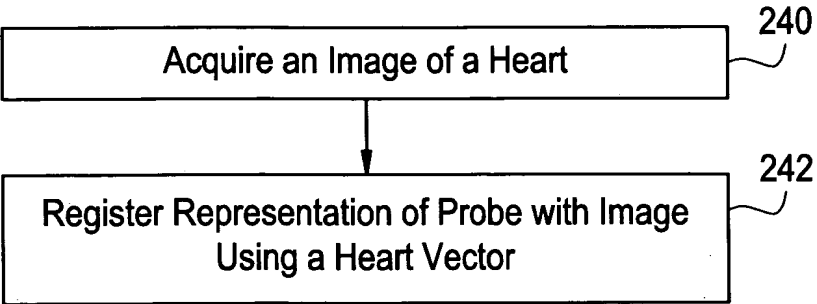 240
Acquire an Image of a Heart
242
Register Representation of Probe with Image
Using a Heart Vector